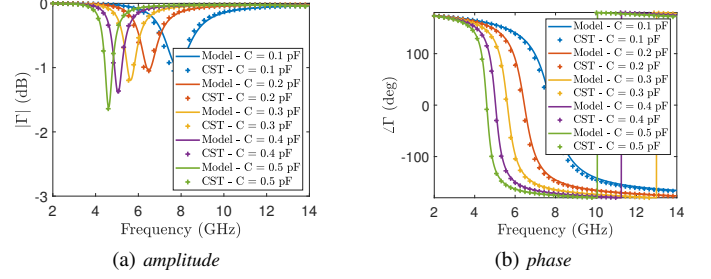 0
-1
-2
-3
|Γ| (dB)
2 4 6 8 10 12 14
Frequency (GHz)
Model - C = 0.1 pF
CST - C = 0.1 pF
Model - C = 0.2 pF
CST - C = 0.2 pF
Model - C = 0.3 pF
CST - C = 0.3 pF
Model - C = 0.4 pF
CST - C = 0.4 pF
Model - C = 0.5 pF
CST - C = 0.5 pF
(a) amplitude
100
0
-100
∠Γ (deg)
2 4 6 8 10 12 14
Frequency (GHz)
Model - C = 0.1 pF
CST - C = 0.1 pF
Model - C = 0.2 pF
CST - C = 0.2 pF
Model - C = 0.3 pF
CST - C = 0.3 pF
Model - C = 0.4 pF
CST - C = 0.4 pF
Model - C = 0.5 pF
CST - C = 0.5 pF
(b) phase